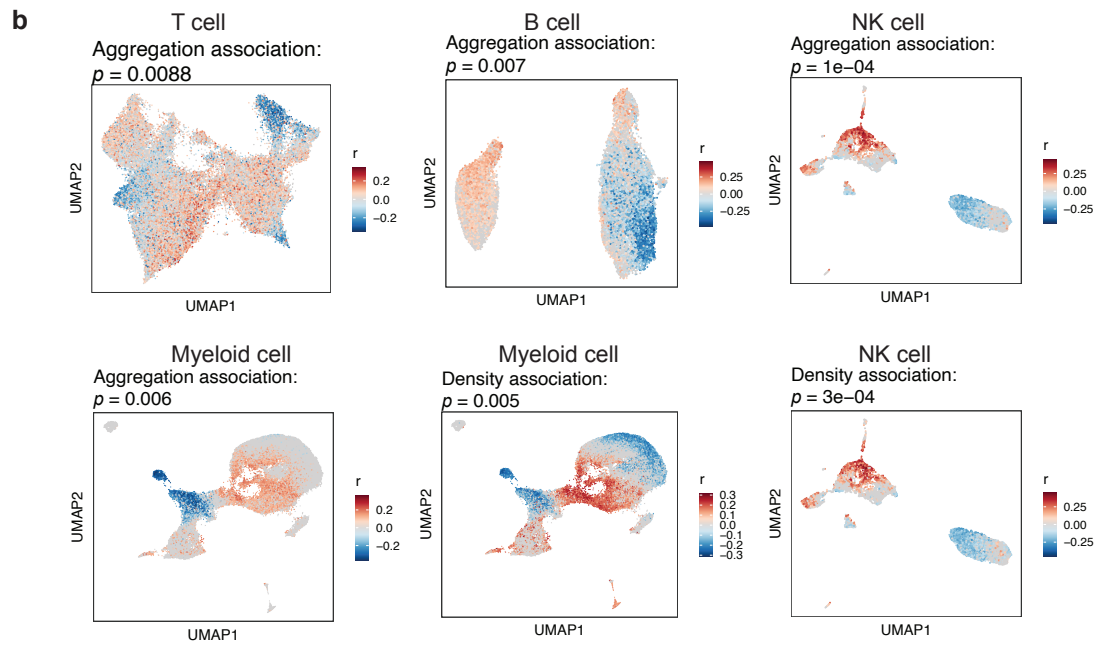 b
T cell
Aggregation association:
p = 0.0088
UMAP2
UMAP1
r
0.2
0.0
−0.2
B cell
Aggregation association:
p = 0.007
UMAP2
UMAP1
r
0.25
0.00
−0.25
NK cell
Aggregation association:
p = 1e−04
UMAP2
UMAP1
r
0.25
0.00
−0.25
Myeloid cell
Aggregation association:
p = 0.006
UMAP2
UMAP1
r
0.2
0.0
−0.2
Myeloid cell
Density association:
p = 0.005
UMAP2
UMAP1
r
0.3
0.2
0.1
0.0
−0.1
−0.2
−0.3
NK cell
Density association:
p = 3e−04
UMAP2
UMAP1
r
0.25
0.00
−0.25